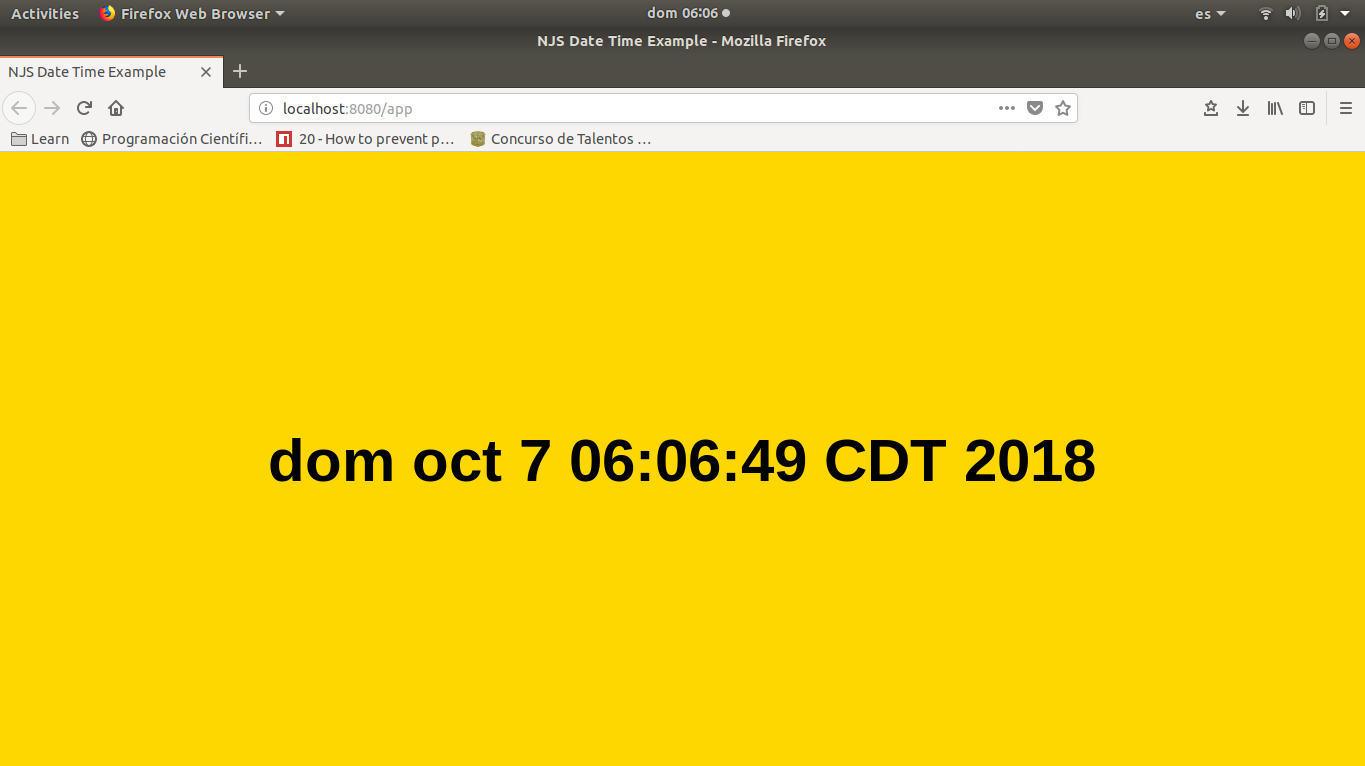 Activities Firefox Web Browser dom 06:06 es
NJS Date Time Example - Mozilla Firefox
NJS Date Time Example
localhost:8080/app
Learn Programación Científi… 20 - How to prevent p… Concurso de Talentos …
dom oct 7 06:06:49 CDT 2018